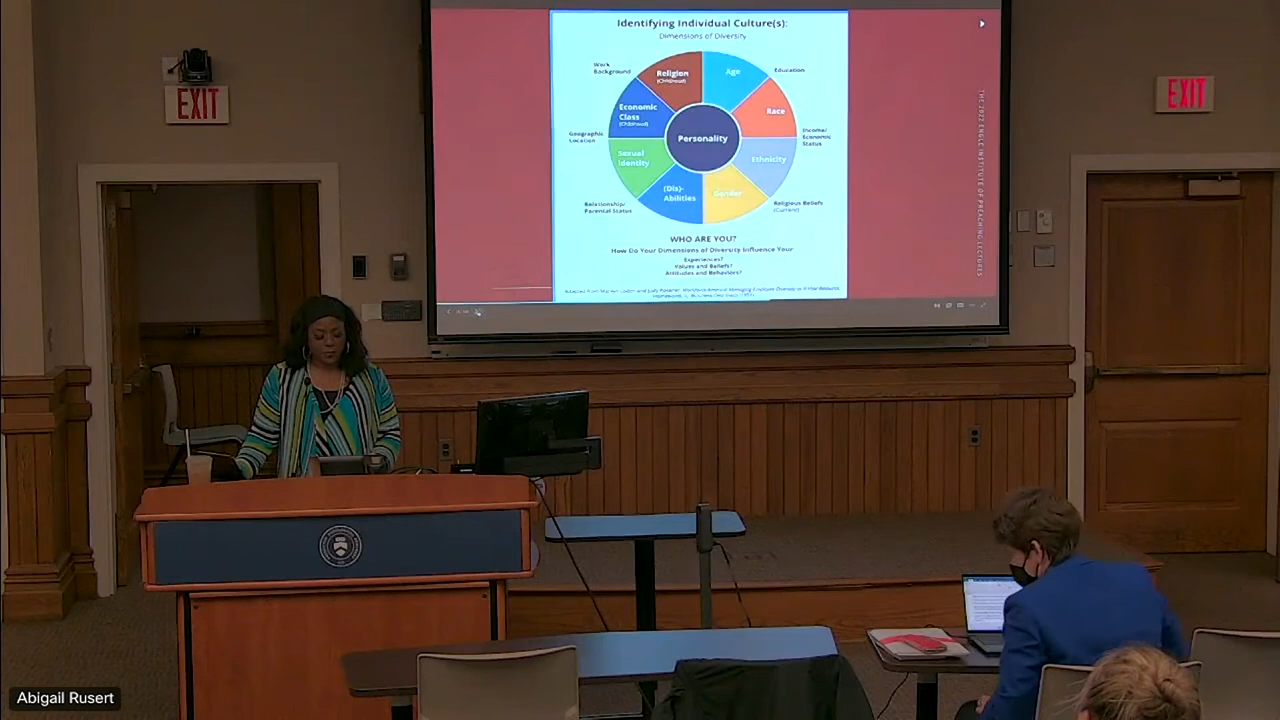 Identifying Individual Culture(s):
Dimensions of Diversity
Work
Background
Religion
(Childhood)
Age
Education
Economic
Class
(Childhood)
Race
Geographic
Location
Personality
Income/
Economic
Status
Sexual
Identity
Ethnicity
(Dis)-
Abilities
Gender
Relationship/
Parental Status
Religious Beliefs
(Current)
WHO ARE YOU?
How Do Your Dimensions of Diversity Influence Your
Experiences?
Values and Beliefs?
Attitudes and Behaviors?
THE 2022 ENGLE INSTITUTE OF PREACHING LECTURES
EXIT
EXIT
Abigail Rusert